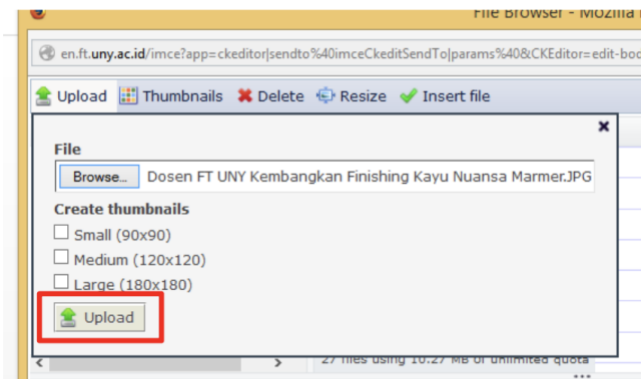 File Browser - Mozilla
en.ft.uny.ac.id/imce?app=ckeditor|sendto%40imceCkeditSendTo|params%40&CKEditor=edit-bod
Upload Thumbnails Delete Resize Insert file
File
Browse... Dosen FT UNY Kembangkan Finishing Kayu Nuansa Marmer.JPG
Create thumbnails
Small (90x90)
Medium (120x120)
Large (180x180)
Upload
27 files using 10.27 MB of unlimited quota